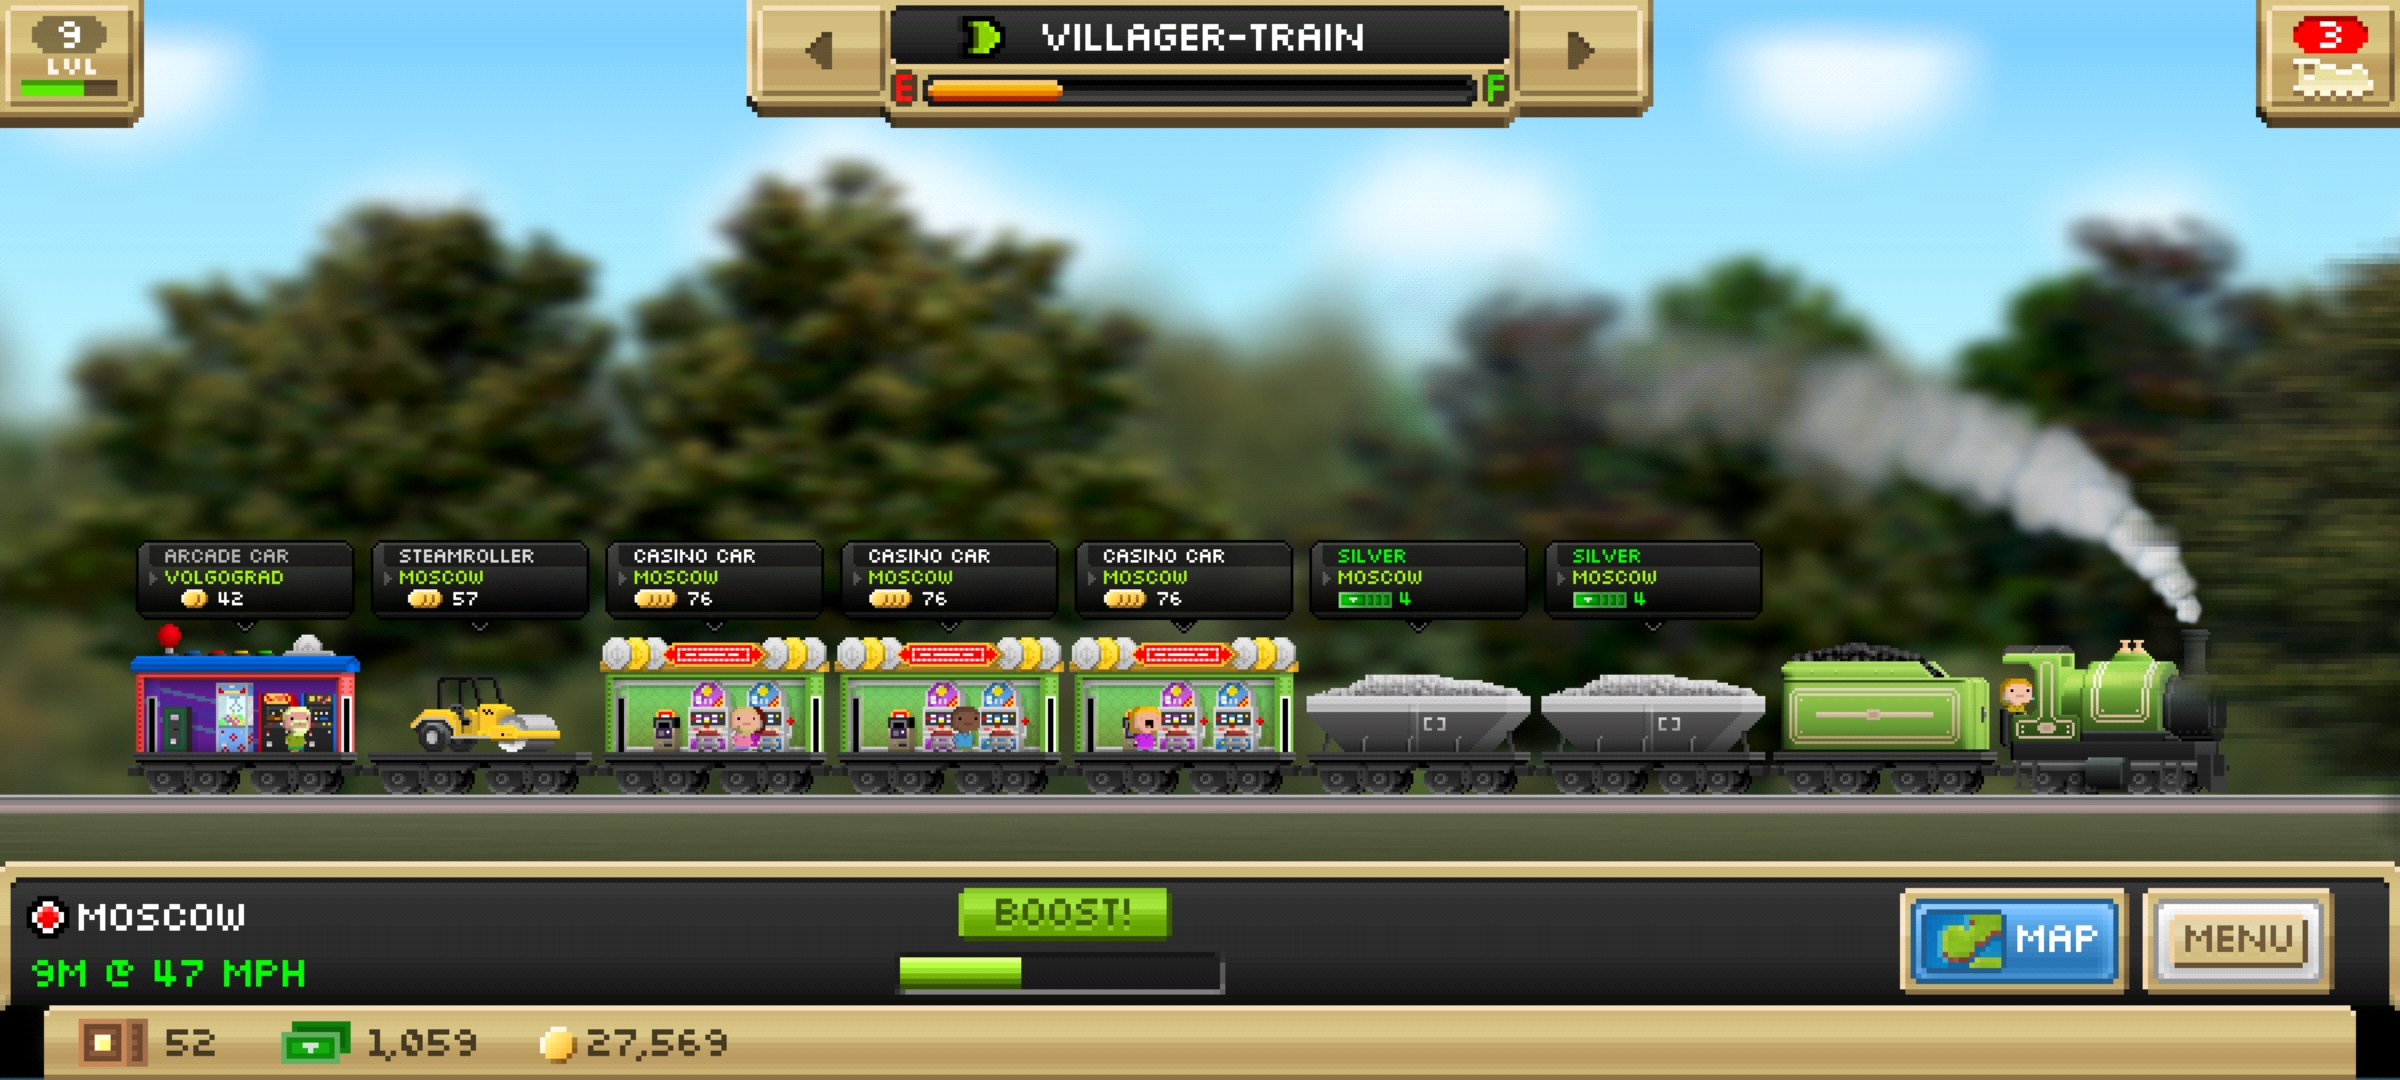 9
LVL
VILLAGER-TRAIN
E
F
3
ARCADE CAR
VOLGOGRAD
42
STEAMROLLER
MOSCOW
57
CASINO CAR
MOSCOW
76
CASINO CAR
MOSCOW
76
CASINO CAR
MOSCOW
76
SILVER
MOSCOW
4
SILVER
MOSCOW
4
MOSCOW
9M @ 47 MPH
BOOST!
MAP
MENU
52
1,059
27,569